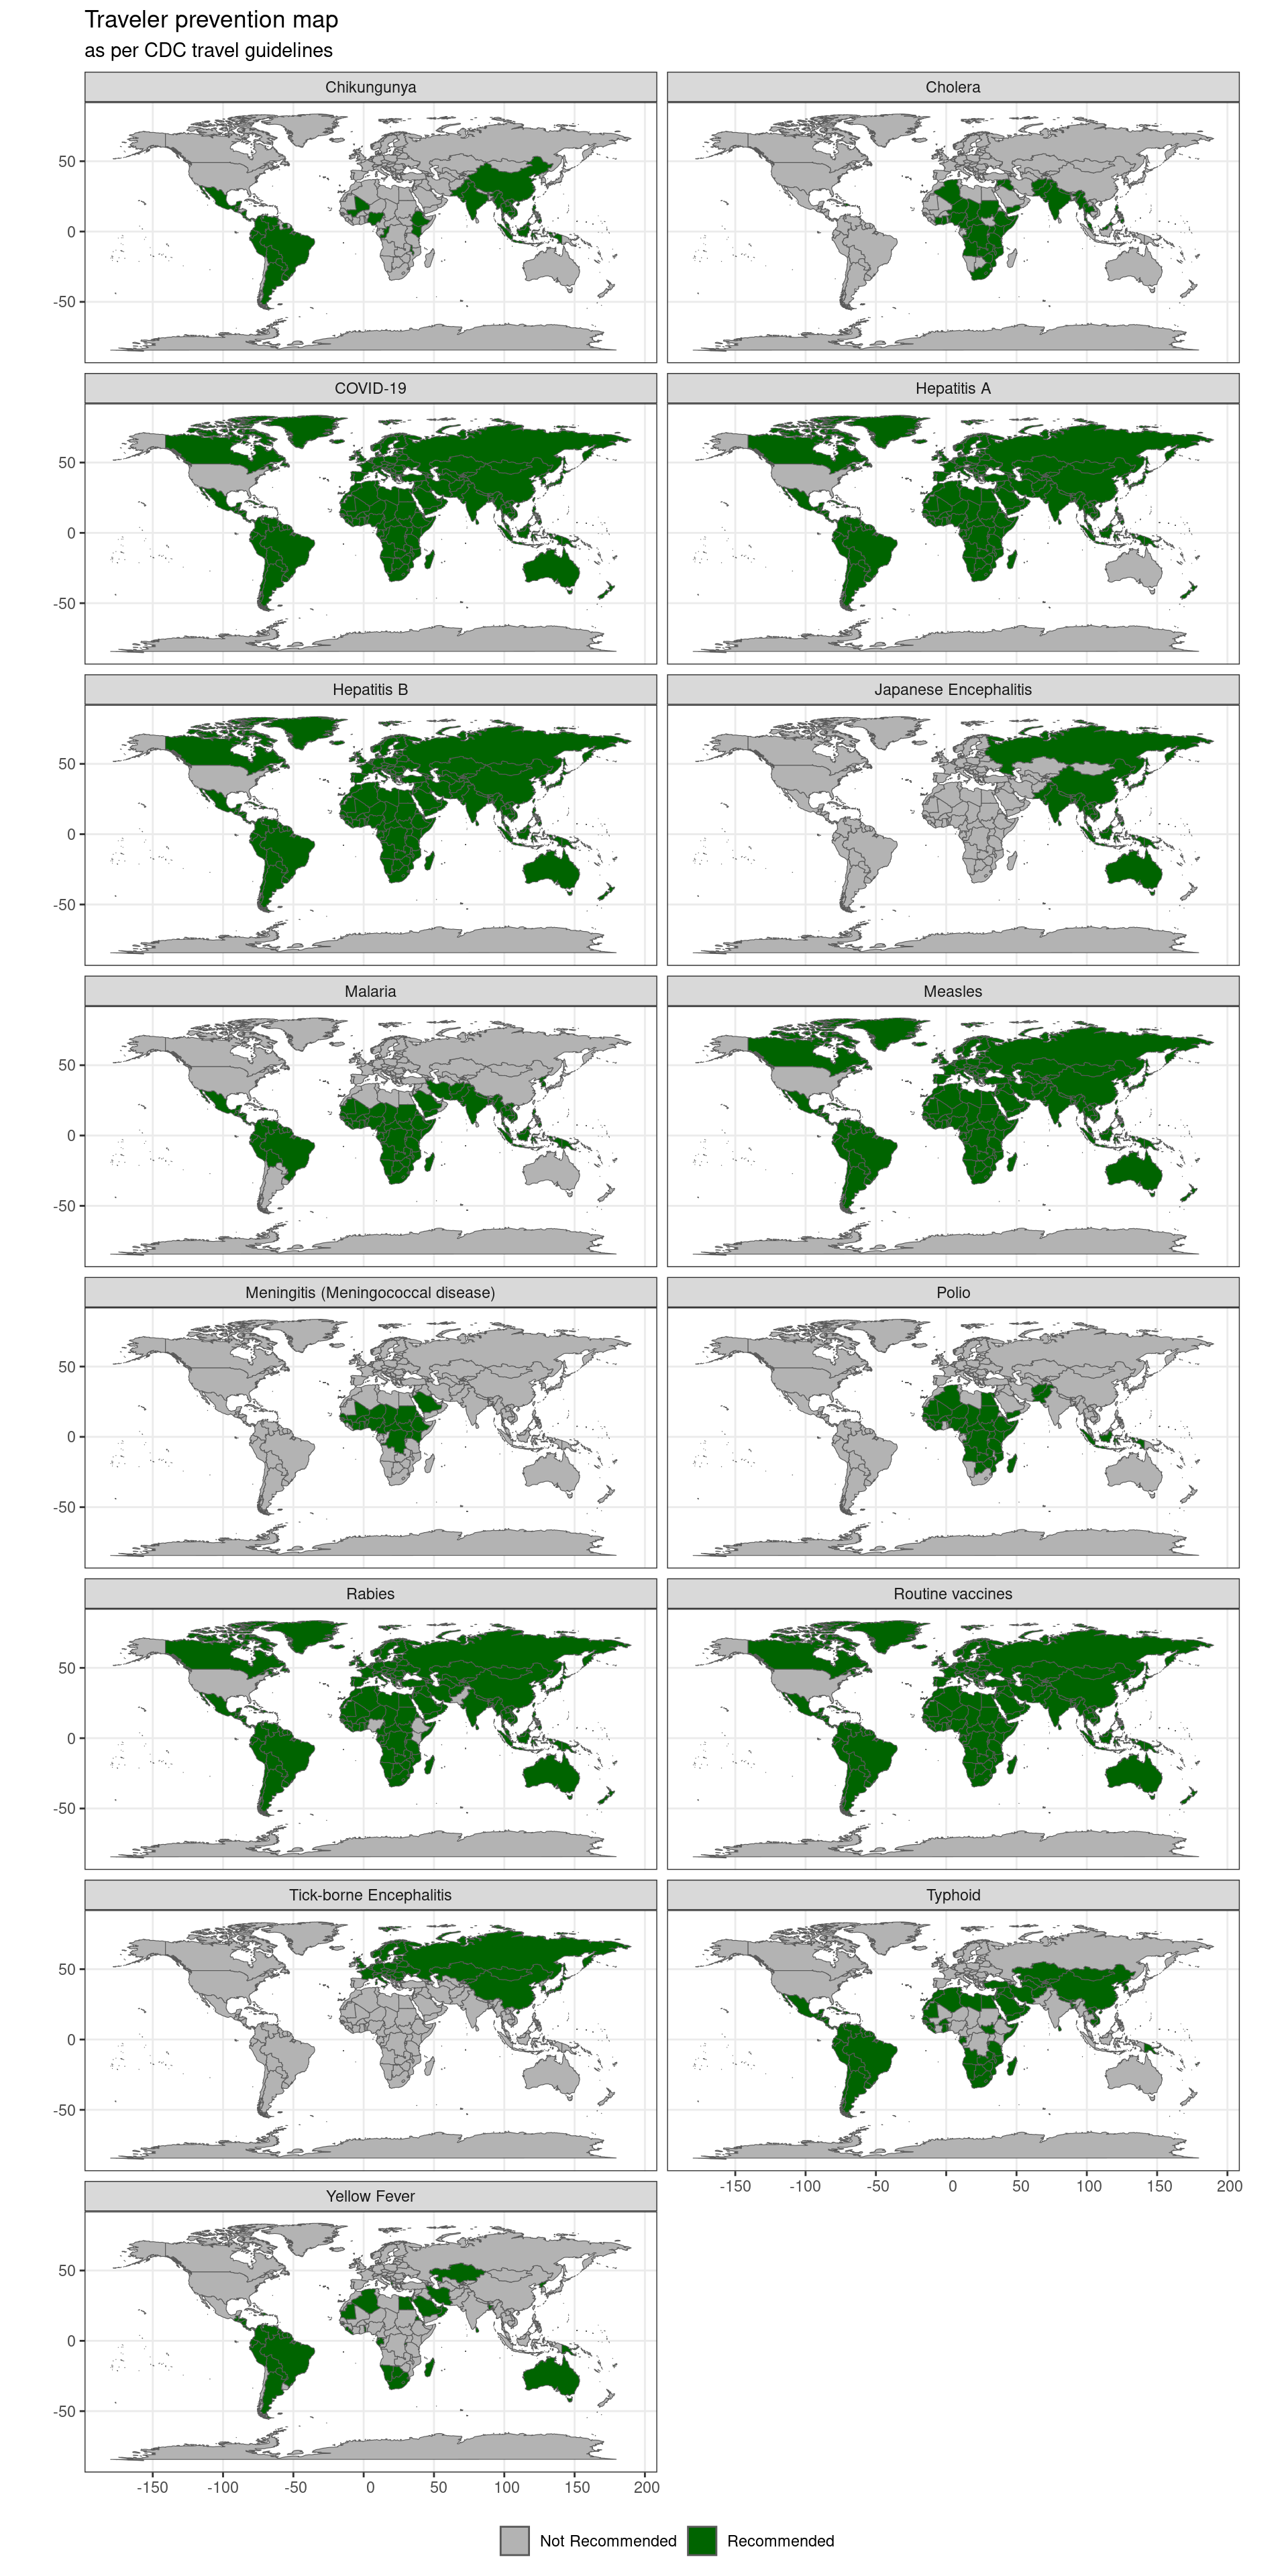 Traveler prevention map
as per CDC travel guidelines
Chikungunya
Cholera
50
0
-50
COVID-19
Hepatitis A
50
0
-50
Hepatitis B
Japanese Encephalitis
50
0
-50
Malaria
Measles
50
0
-50
Meningitis (Meningococcal disease)
Polio
50
0
-50
Rabies
Routine vaccines
50
0
-50
Tick-borne Encephalitis
Typhoid
50
0
-50
-150 -100 -50 0 50 100 150 200
Yellow Fever
50
0
-50
-150 -100 -50 0 50 100 150 200
Not Recommended Recommended